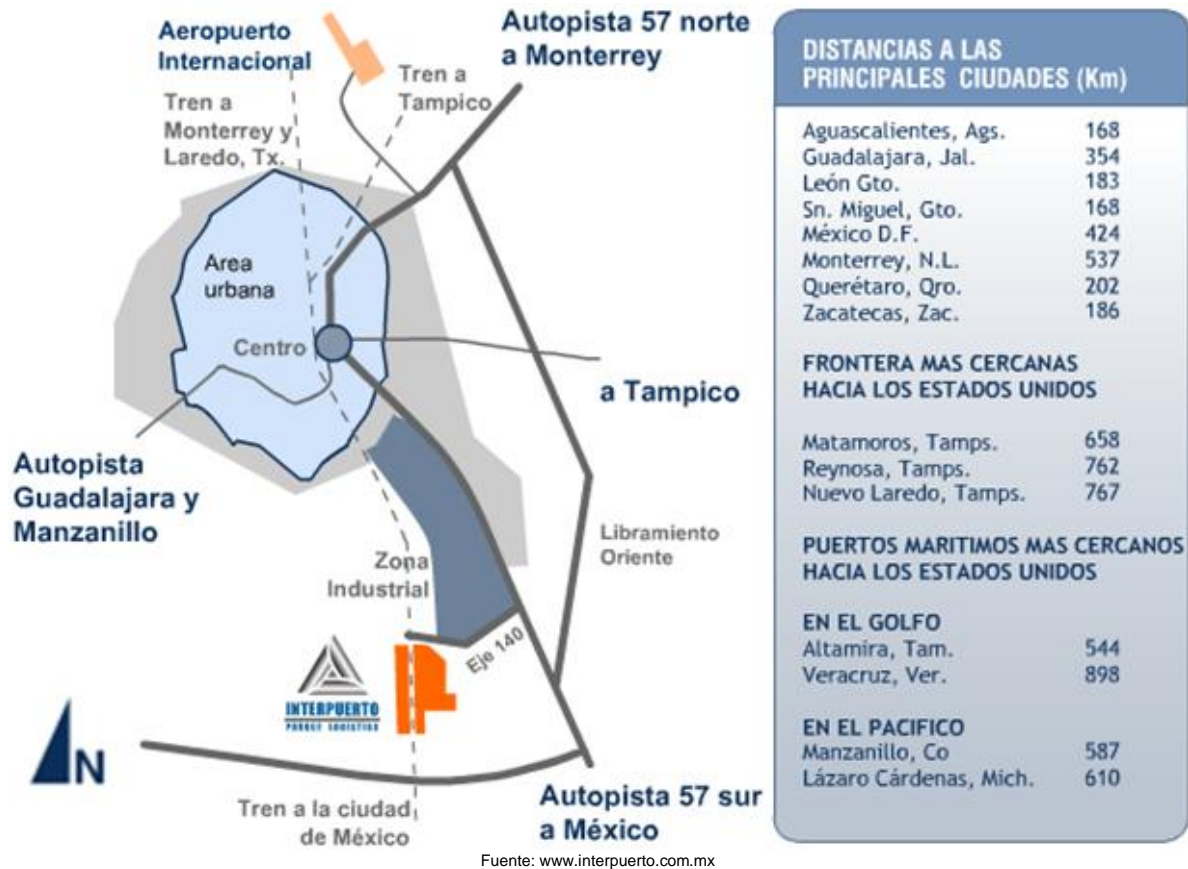 Aeropuerto
Internacional
Autopista 57 norte
a Monterrey
Tren a
Tampico
Tren a
Monterrey y
Laredo, Tx.
Area
urbana
Centro
a Tampico
Autopista
Guadalajara y
Manzanillo
Libramiento
Oriente
Zona
Industrial
Eje 140
INTERPUERTO
PARQUE LOGISTICO
N
Autopista 57 sur
a México
Tren a la ciudad
de México
DISTANCIAS A LAS
PRINCIPALES CIUDADES (Km)
Aguascalientes, Ags. 168
Guadalajara, Jal. 354
León Gto. 183
Sn. Miguel, Gto. 168
México D.F. 424
Monterrey, N.L. 537
Querétaro, Qro. 202
Zacatecas, Zac. 186
FRONTERA MAS CERCANAS
HACIA LOS ESTADOS UNIDOS
Matamoros, Tamps. 658
Reynosa, Tamps. 762
Nuevo Laredo, Tamps. 767
PUERTOS MARITIMOS MAS CERCANOS
HACIA LOS ESTADOS UNIDOS
EN EL GOLFO
Altamira, Tam. 544
Veracruz, Ver. 898
EN EL PACIFICO
Manzanillo, Co 587
Lázaro Cárdenas, Mich. 610
Fuente: www.interpuerto.com.mx